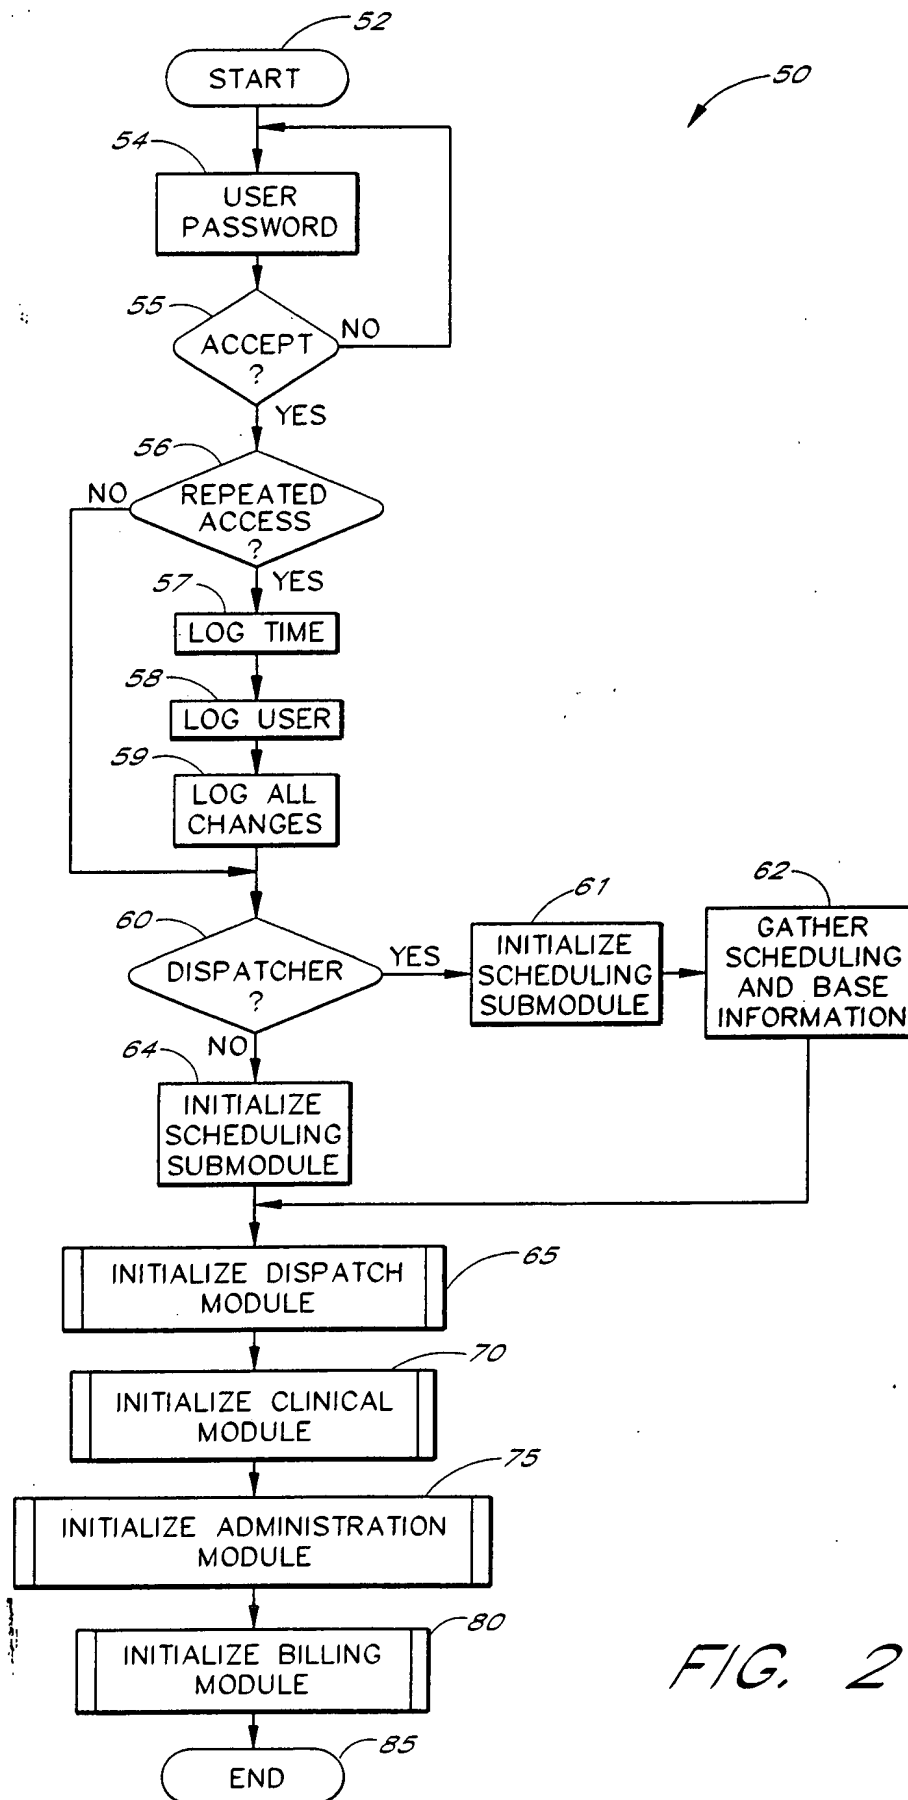 52
START
50
54
USER
PASSWORD
55
ACCEPT
?
NO
YES
56
NO
REPEATED
ACCESS
?
YES
57
LOG TIME
58
LOG USER
59
LOG ALL
CHANGES
60
DISPATCHER
?
YES
61
INITIALIZE
SCHEDULING
SUBMODULE
62
GATHER
SCHEDULING
AND BASE
INFORMATION
NO
64
INITIALIZE
SCHEDULING
SUBMODULE
INITIALIZE DISPATCH
MODULE
65
70
INITIALIZE CLINICAL
MODULE
75
INITIALIZE ADMINISTRATION
MODULE
80
INITIALIZE BILLING
MODULE
FIG. 2
85
END